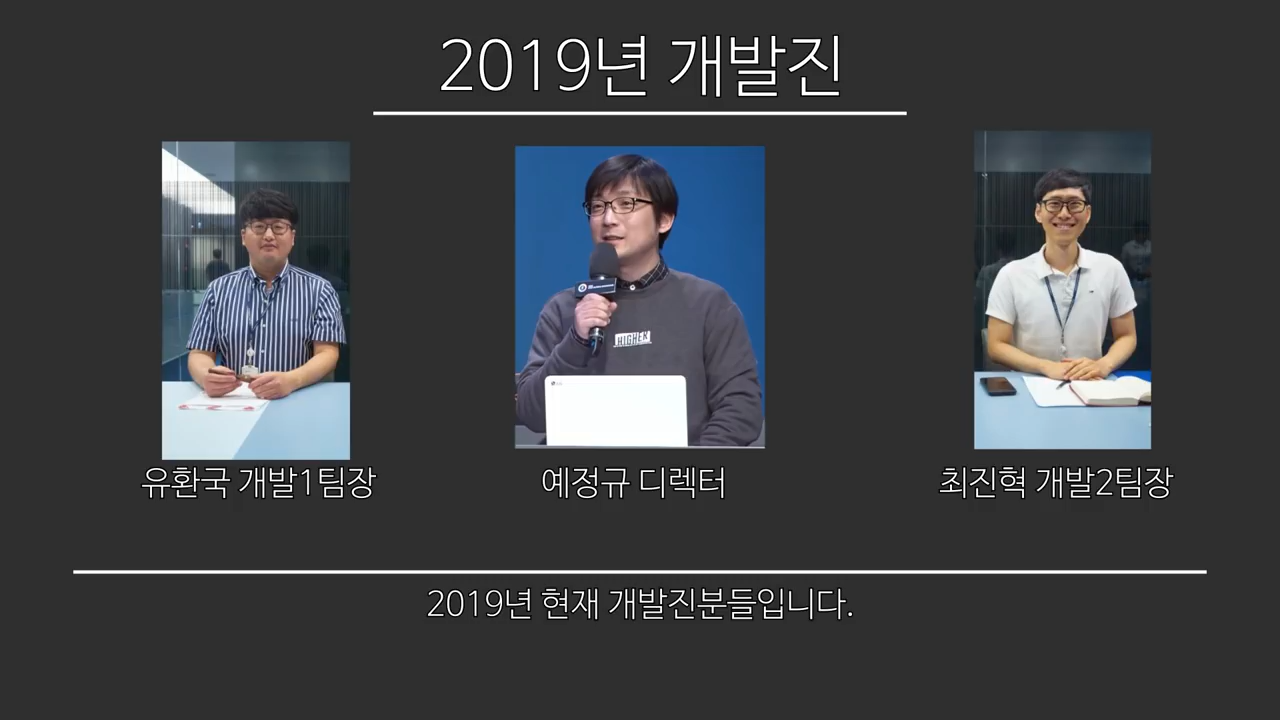 2019년 개발진
HIGHEX
유환국 개발1팀장
예정규 디렉터
최진혁 개발2팀장
2019년 현재 개발진분들입니다.